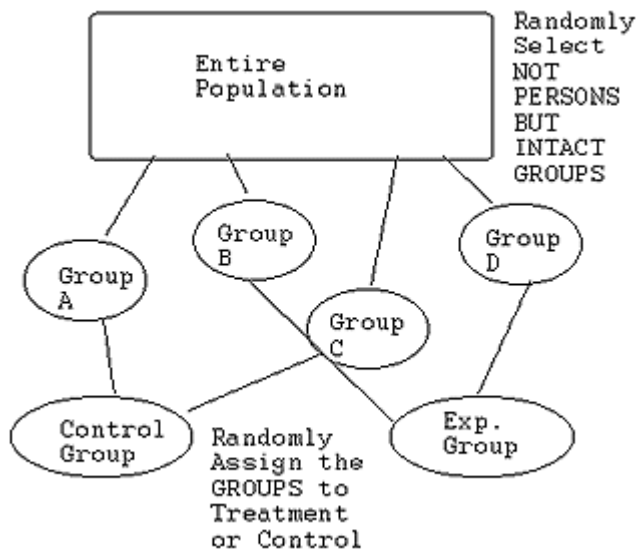 Entire
Population
Randomly
Select
NOT
PERSONS
BUT
INTACT
GROUPS
Group
A
Group
B
Group
C
Group
D
Control
Group
Randomly
Assign the
GROUPS to
Treatment
or Control
Exp.
Group